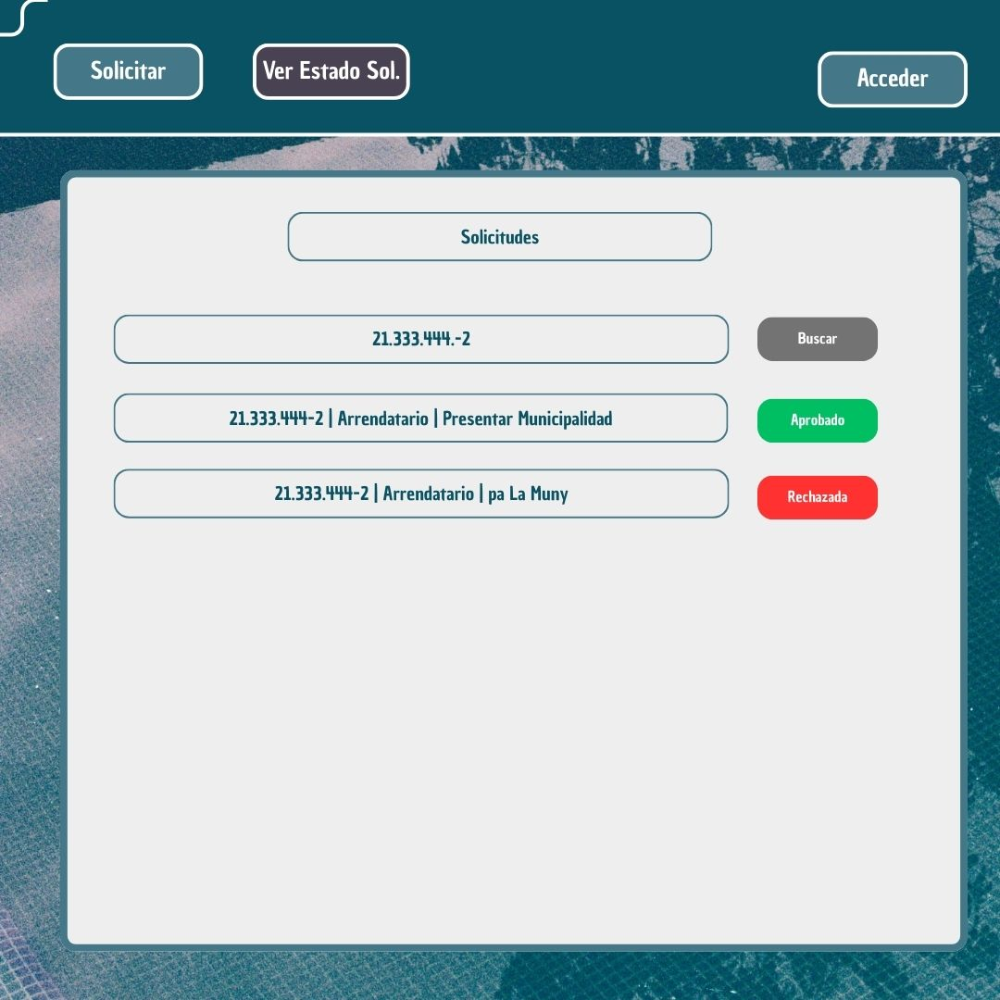 Solicitar
Ver Estado Sol.
Acceder
Solicitudes
21.333.444.-2
Buscar
21.333.444-2 | Arrendatario | Presentar Municipalidad
Aprobado
21.333.444-2 | Arrendatario | pa La Muny
Rechazada